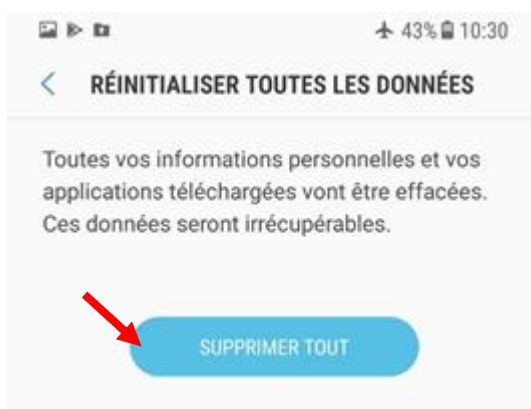 43% 10:30
RÉINITIALISER TOUTES LES DONNÉES
Toutes vos informations personnelles et vos
applications téléchargées vont être effacées.
Ces données seront irrécupérables.
SUPPRIMER TOUT